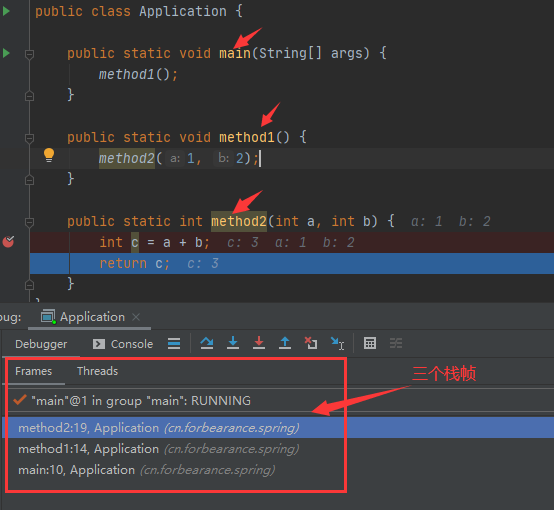 public class Application {
public static void main(String[] args) {
method1();
}
public static void method1() {
method2( a: 1, b: 2);
}
public static int method2(int a, int b) { a: 1 b: 2
int c = a + b; c: 3 a: 1 b: 2
return c; c: 3
}
bug: Application ×
Debugger Console
Frames Threads
"main"@1 in group "main": RUNNING
三个栈帧
method2:19, Application (cn.forbearance.spring)
method1:14, Application (cn.forbearance.spring)
main:10, Application (cn.forbearance.spring)